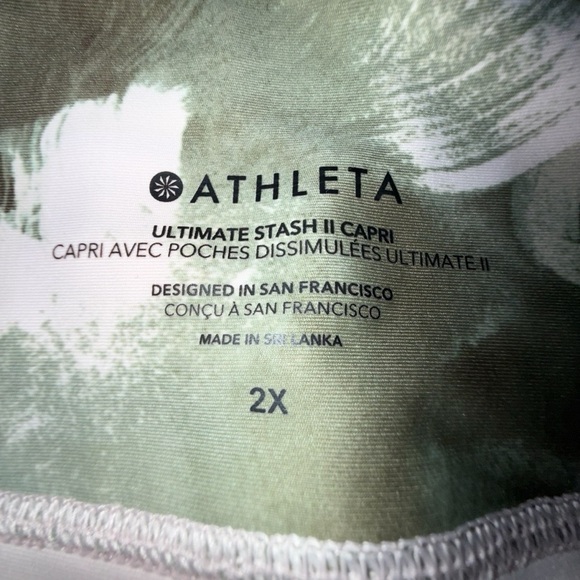 ATHLETA
ULTIMATE STASH II CAPRI
CAPRI AVEC POCHES DISSIMULÉES ULTIMATE II
DESIGNED IN SAN FRANCISCO
CONÇU À SAN FRANCISCO
MADE IN SRI LANKA
2X